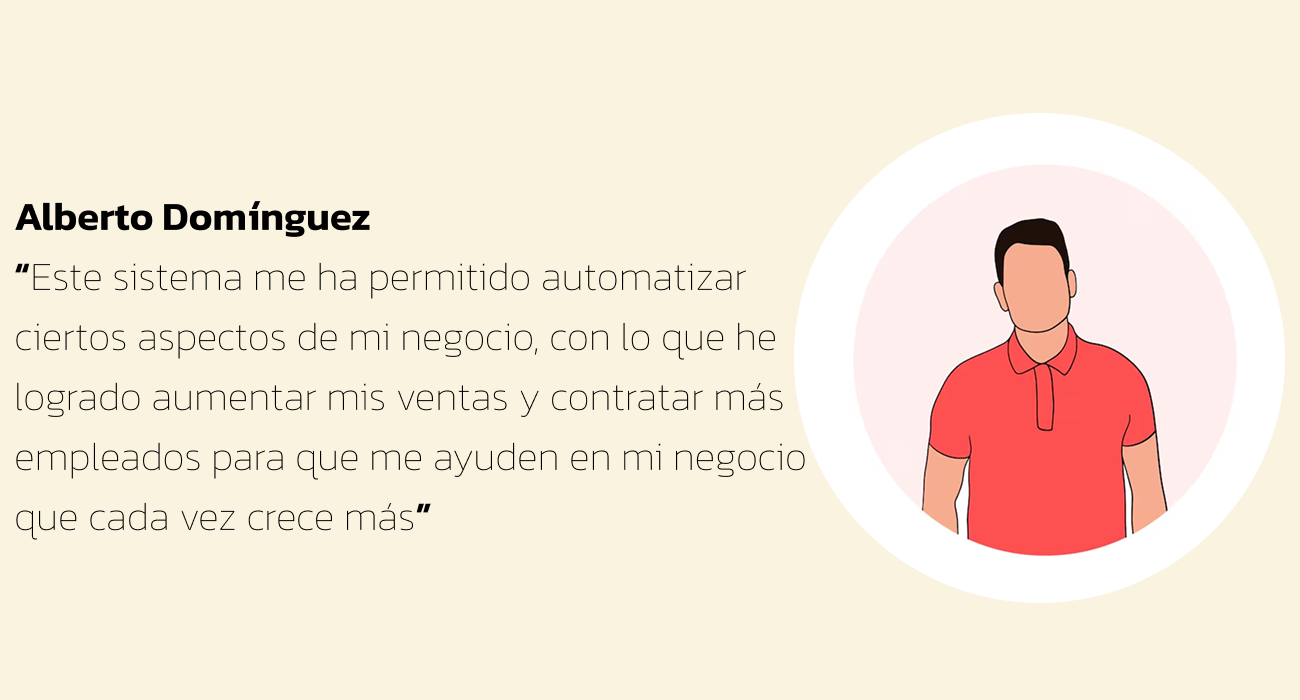 Alberto Domínguez
"Este sistema me ha permitido automatizar
ciertos aspectos de mi negocio, con lo que he
logrado aumentar mis ventas y contratar más
empleados para que me ayuden en mi negocio
que cada vez crece más"